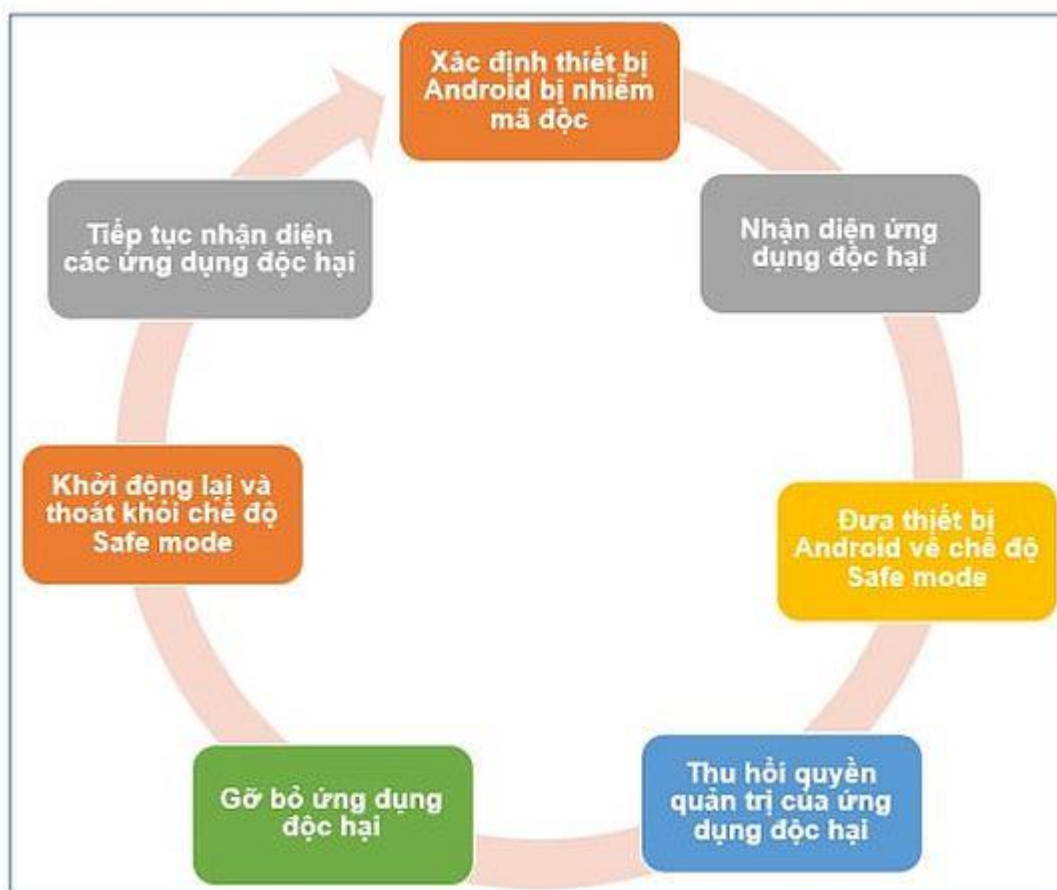 Xác định thiết bị
Android bị nhiễm
mã độc
Nhận diện ứng
dụng độc hại
Đưa thiết bị
Android về chế độ
Safe mode
Thu hồi quyền
quản trị của ứng
dụng độc hại
Gỡ bỏ ứng dụng
độc hại
Khởi động lại và
thoát khỏi chế độ
Safe mode
Tiếp tục nhận diện
các ứng dụng độc hại